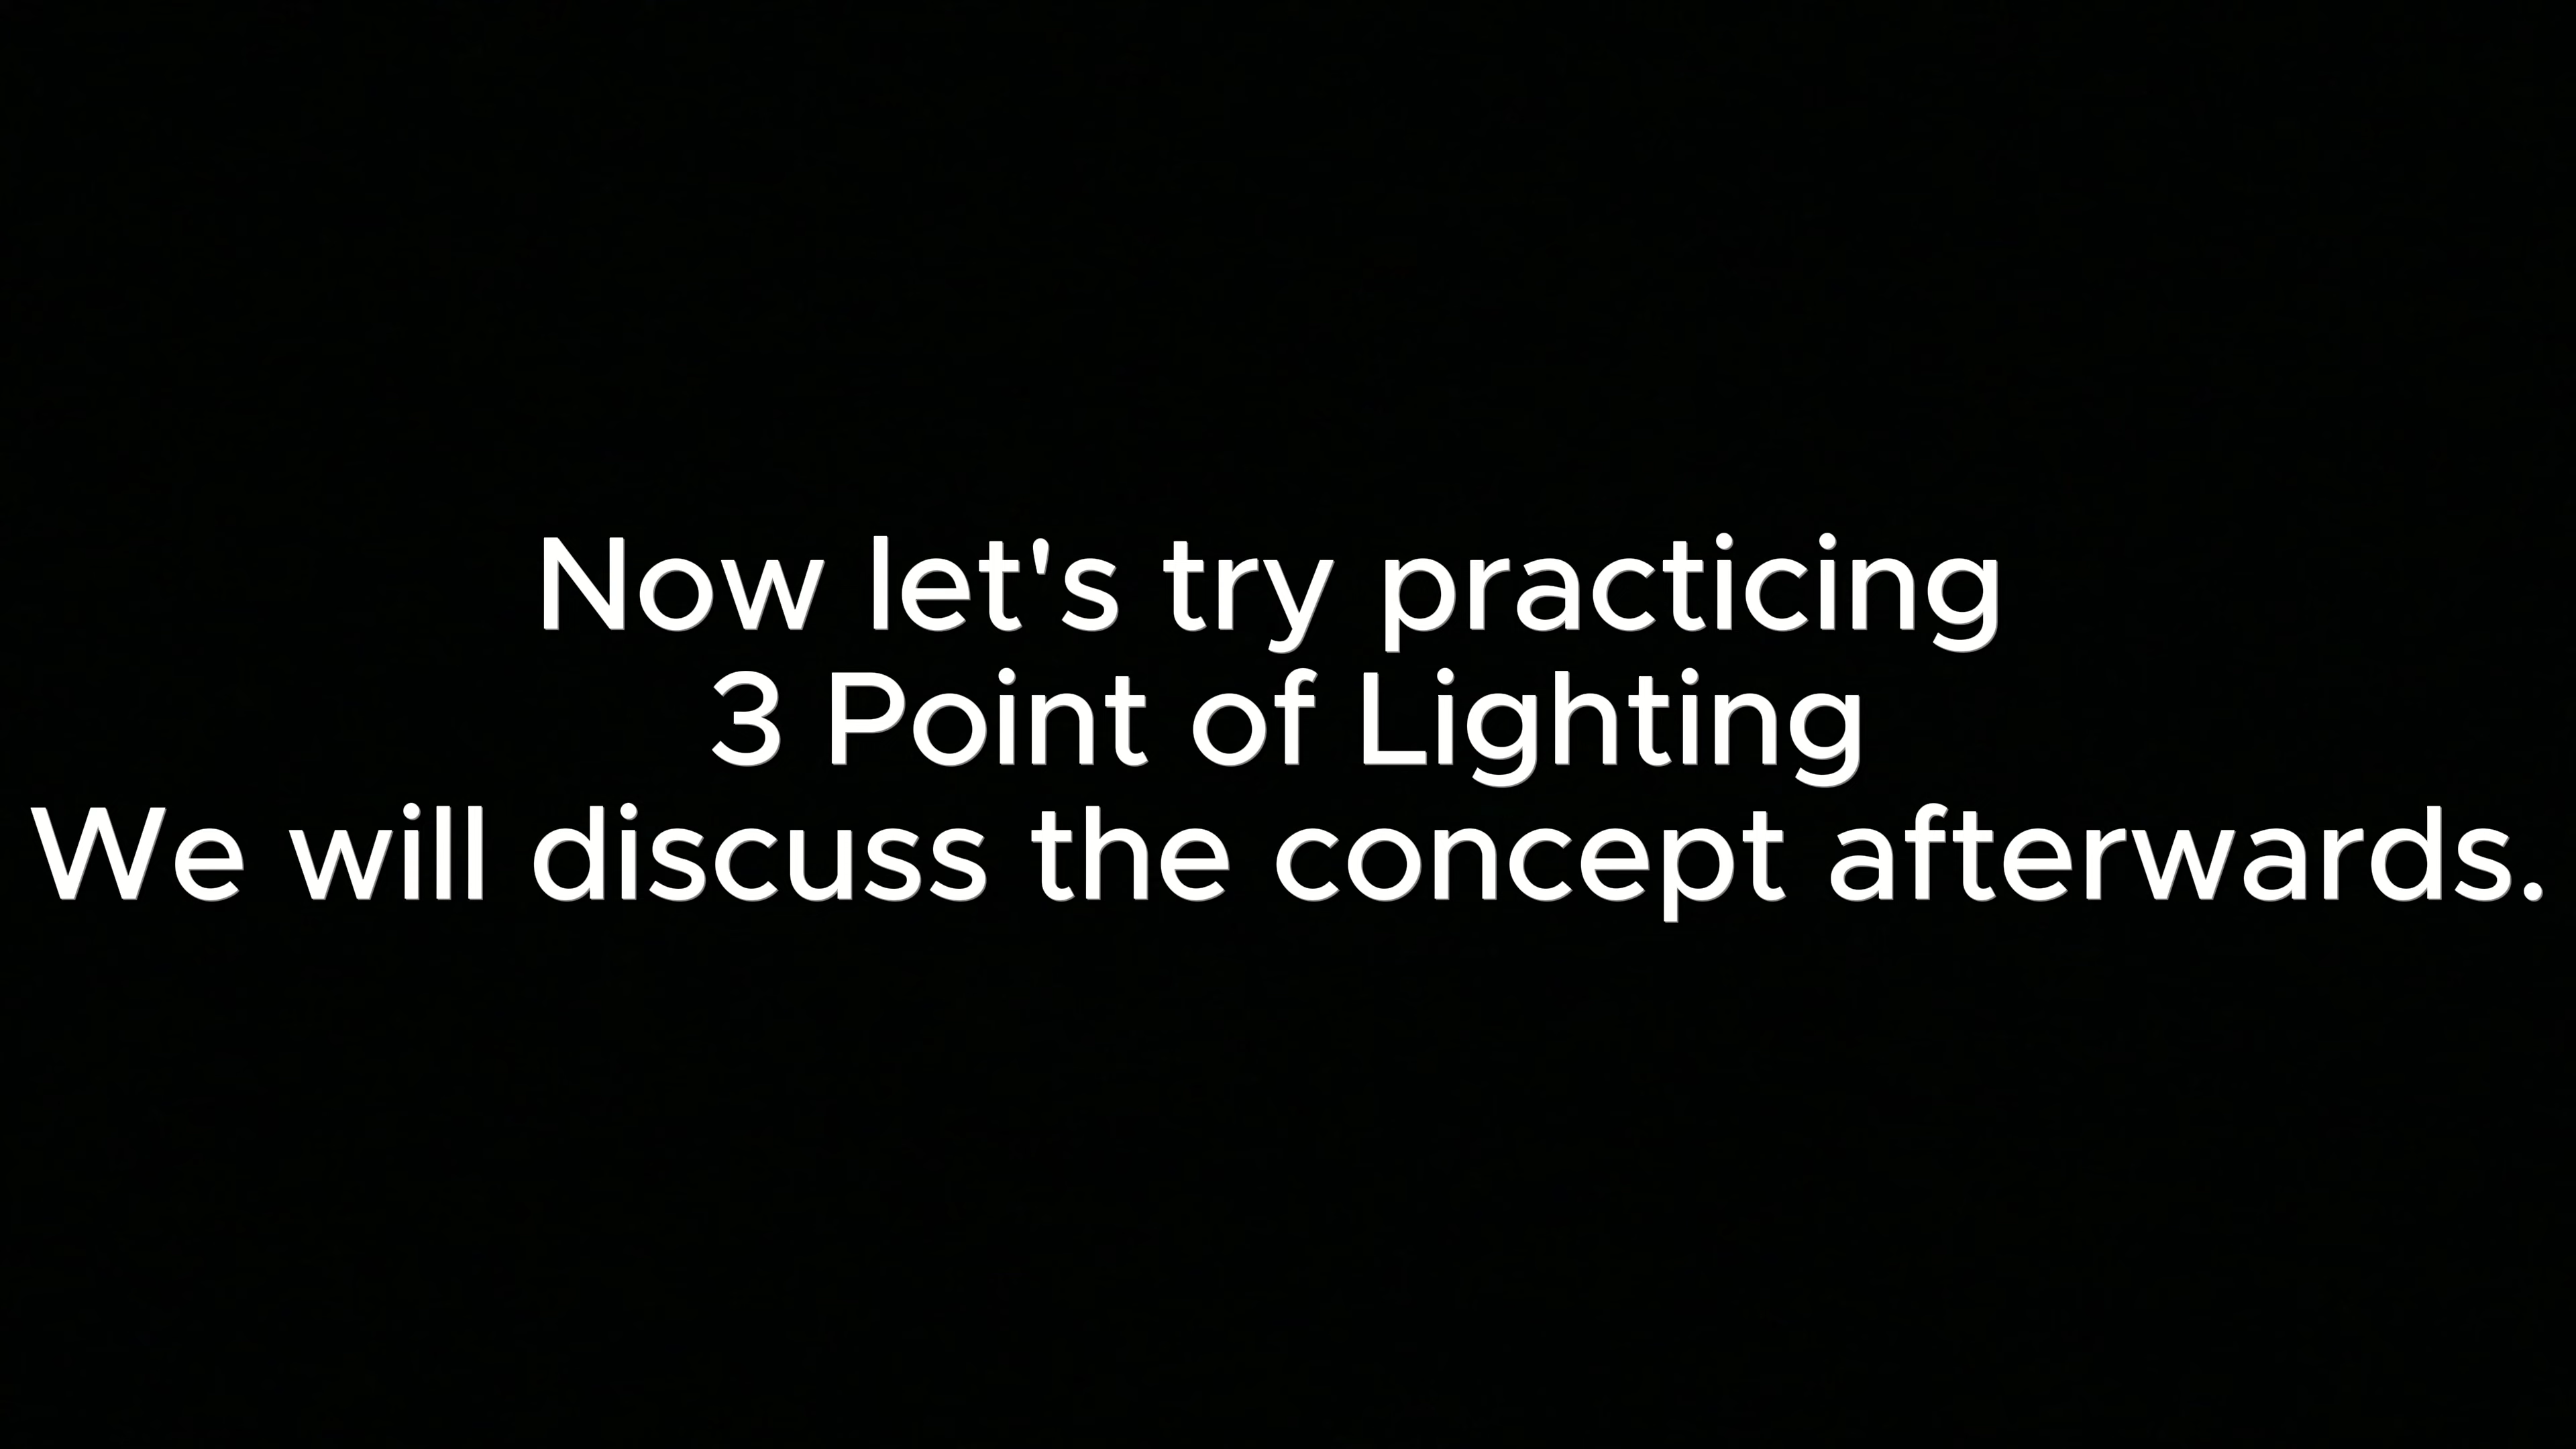 Now let's try practicing
3 Point of Lighting
We will discuss the concept afterwards.